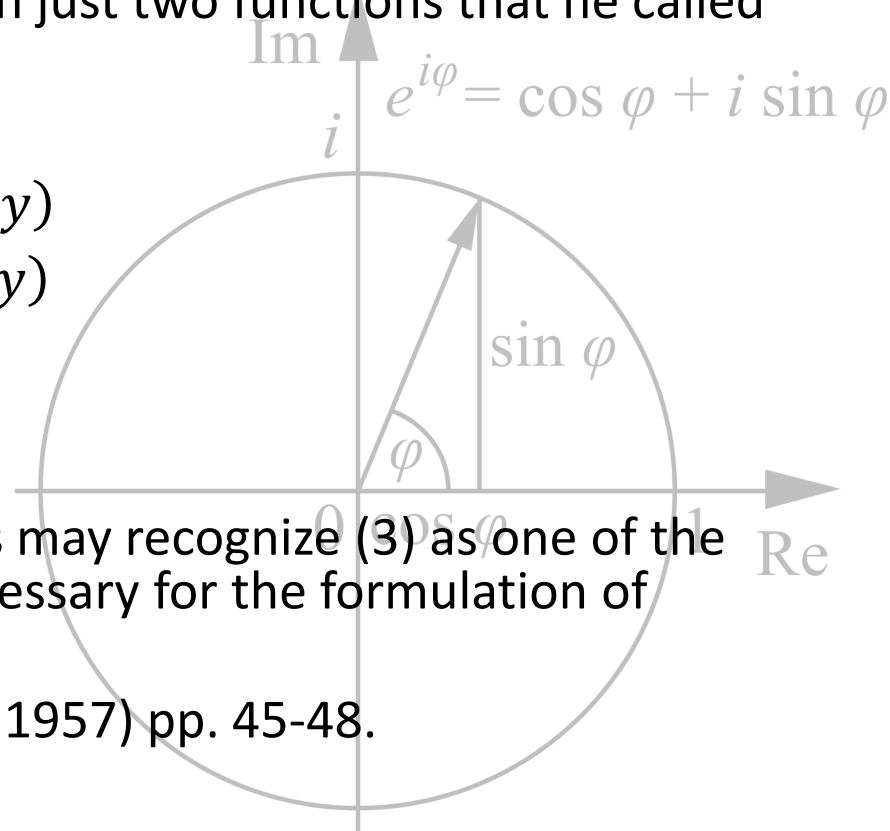 just two functions that he called
Im
e^{iφ} = cos φ + i sin φ
i
y)
y)
sin φ
φ
may recognize (3) as one of the
0 cos φ 1
Re
essary for the formulation of
1957) pp. 45-48.